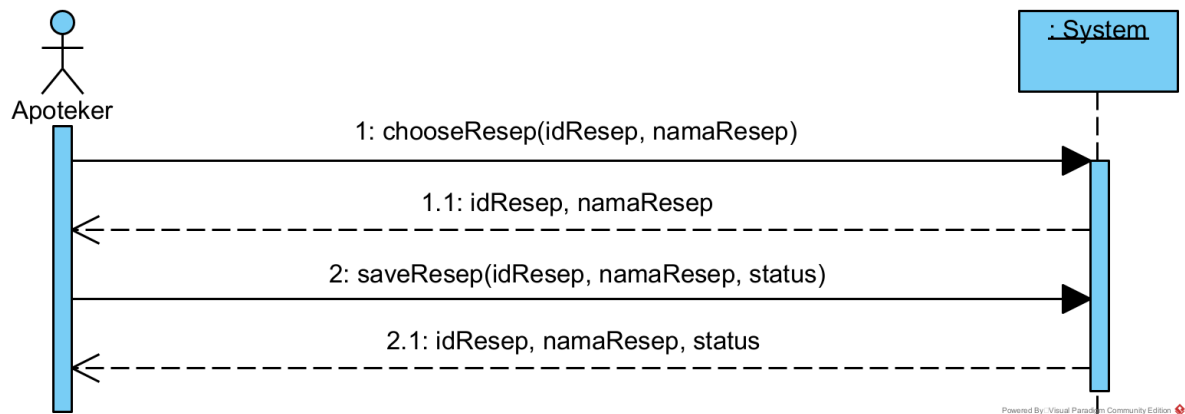 : System
Apoteker
1: chooseResep(idResep, namaResep)
1.1: idResep, namaResep
2: saveResep(idResep, namaResep, status)
2.1: idResep, namaResep, status
Powered By Visual Paradigm Community Edition